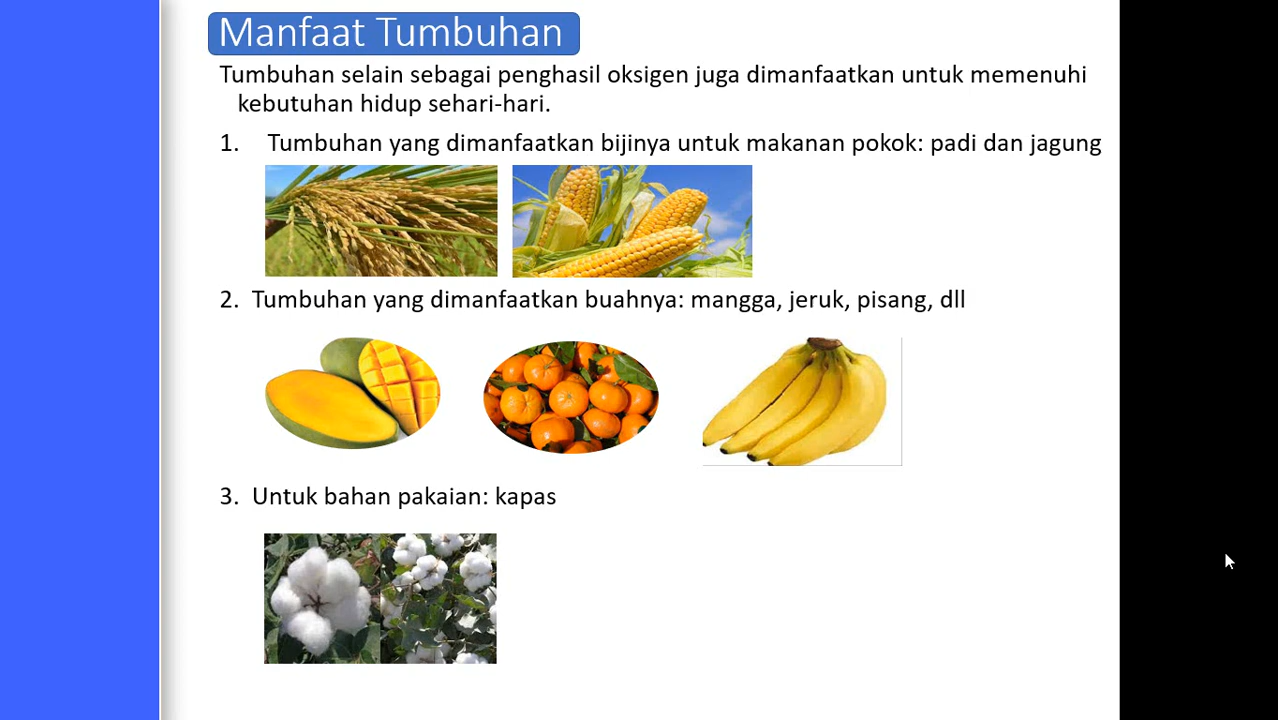 Manfaat Tumbuhan
Tumbuhan selain sebagai penghasil oksigen juga dimanfaatkan untuk memenuhi
kebutuhan hidup sehari-hari.
1. Tumbuhan yang dimanfaatkan bijinya untuk makanan pokok: padi dan jagung
2. Tumbuhan yang dimanfaatkan buahnya: mangga, jeruk, pisang, dll
3. Untuk bahan pakaian: kapas